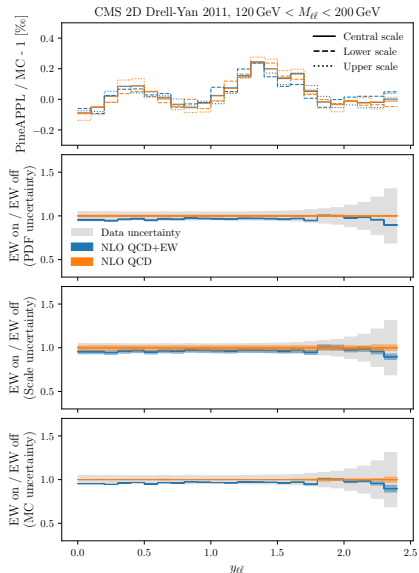 CMS 2D Drell-Yan 2011, 120 GeV < Mℓℓ < 200 GeV
PineAPPL / MC - 1 [‰]
0.4
0.2
0.0
−0.2
Central scale
Lower scale
Upper scale
EW on / EW off
(PDF uncertainty)
1.5
1.0
0.5
Data uncertainty
NLO QCD+EW
NLO QCD
EW on / EW off
(Scale uncertainty)
1.5
1.0
0.5
EW on / EW off
(MC uncertainty)
1.5
1.0
0.5
0.0 0.5 1.0 1.5 2.0 2.5
yℓℓ